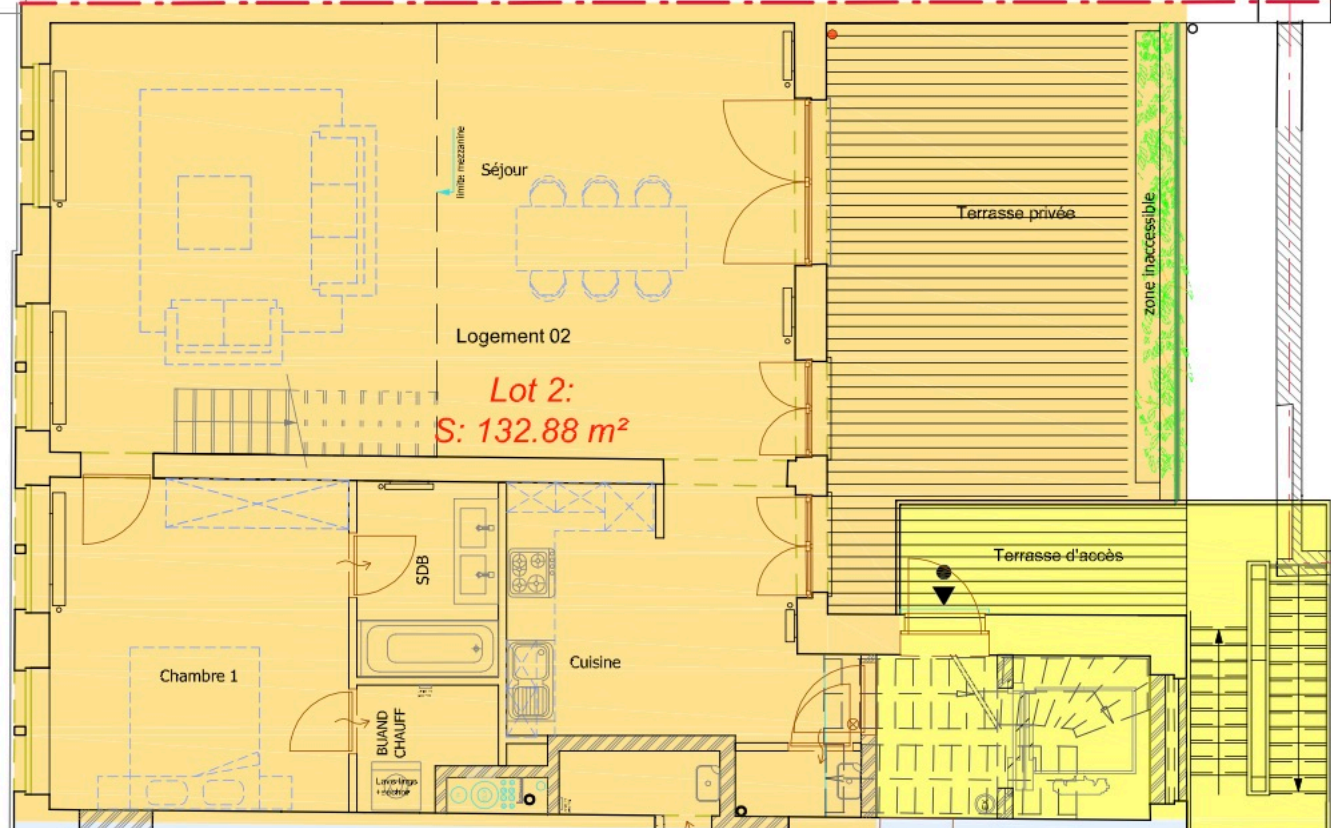 limite mezzanine
Séjour
Terrasse privée
zone inaccessible
Logement 02
Lot 2:
S: 132.88 m²
Terrasse d'accès
SDB
Chambre 1
Cuisine
BUAND
CHAUFF